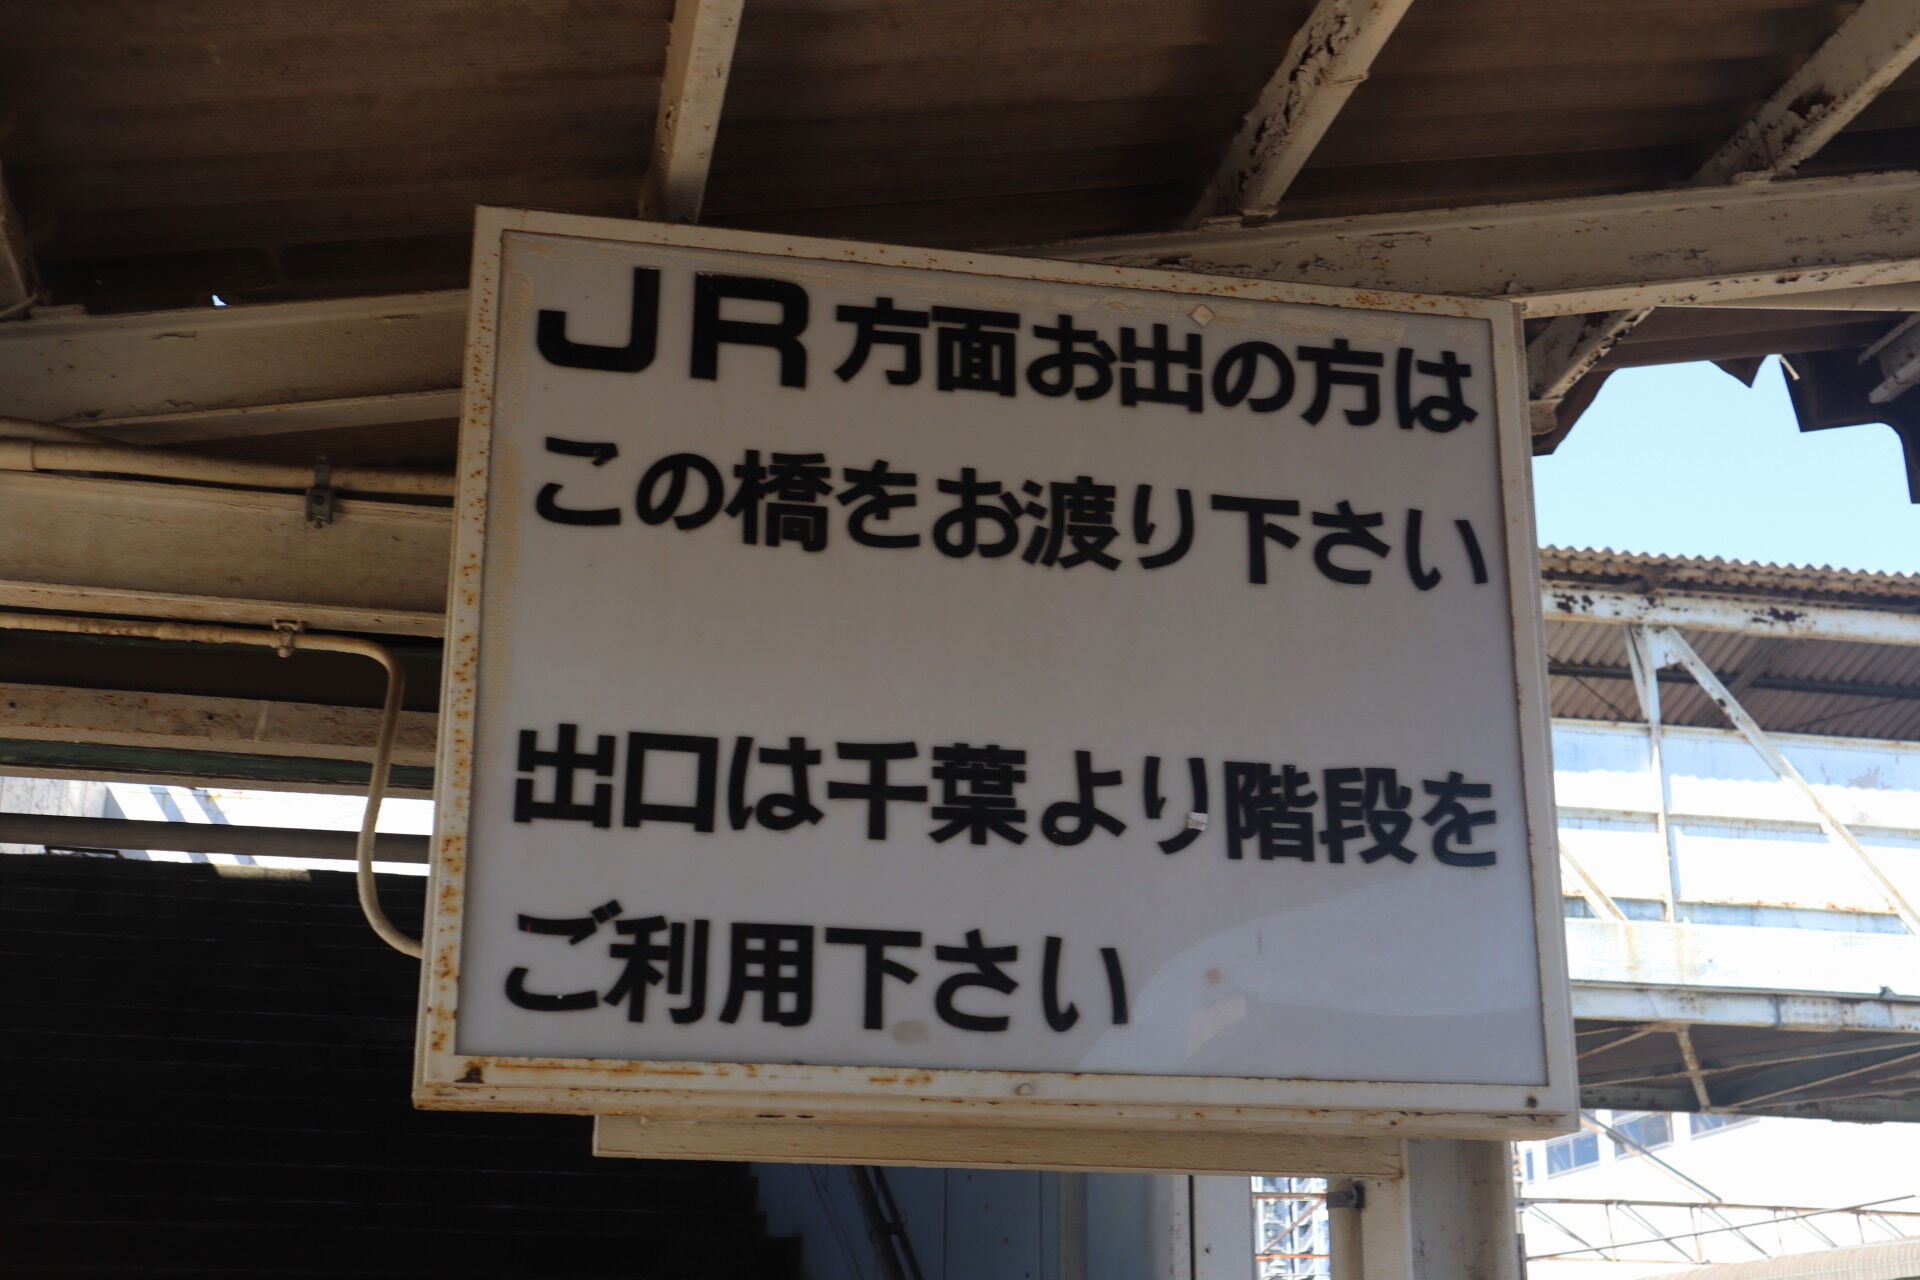 JR方面お出の方は
この橋をお渡り下さい
出口は千葉より階段を
ご利用下さい